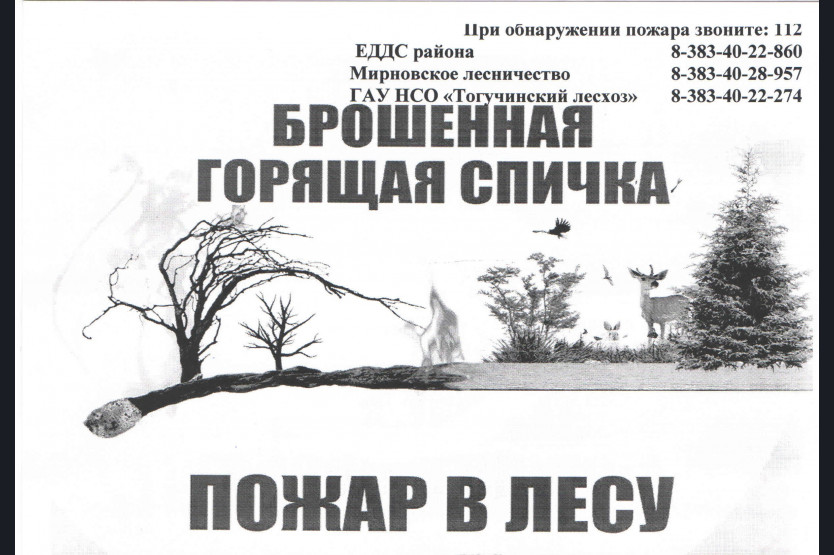 При обнаружении пожара звоните: 112
ЕДДС района 8-383-40-22-860
Мирновское лесничество 8-383-40-28-957
ГАУ НСО «Тогучинский лесхоз» 8-383-40-22-274
БРОШЕННАЯ
ГОРЯЩАЯ СПИЧКА
ПОЖАР В ЛЕСУ